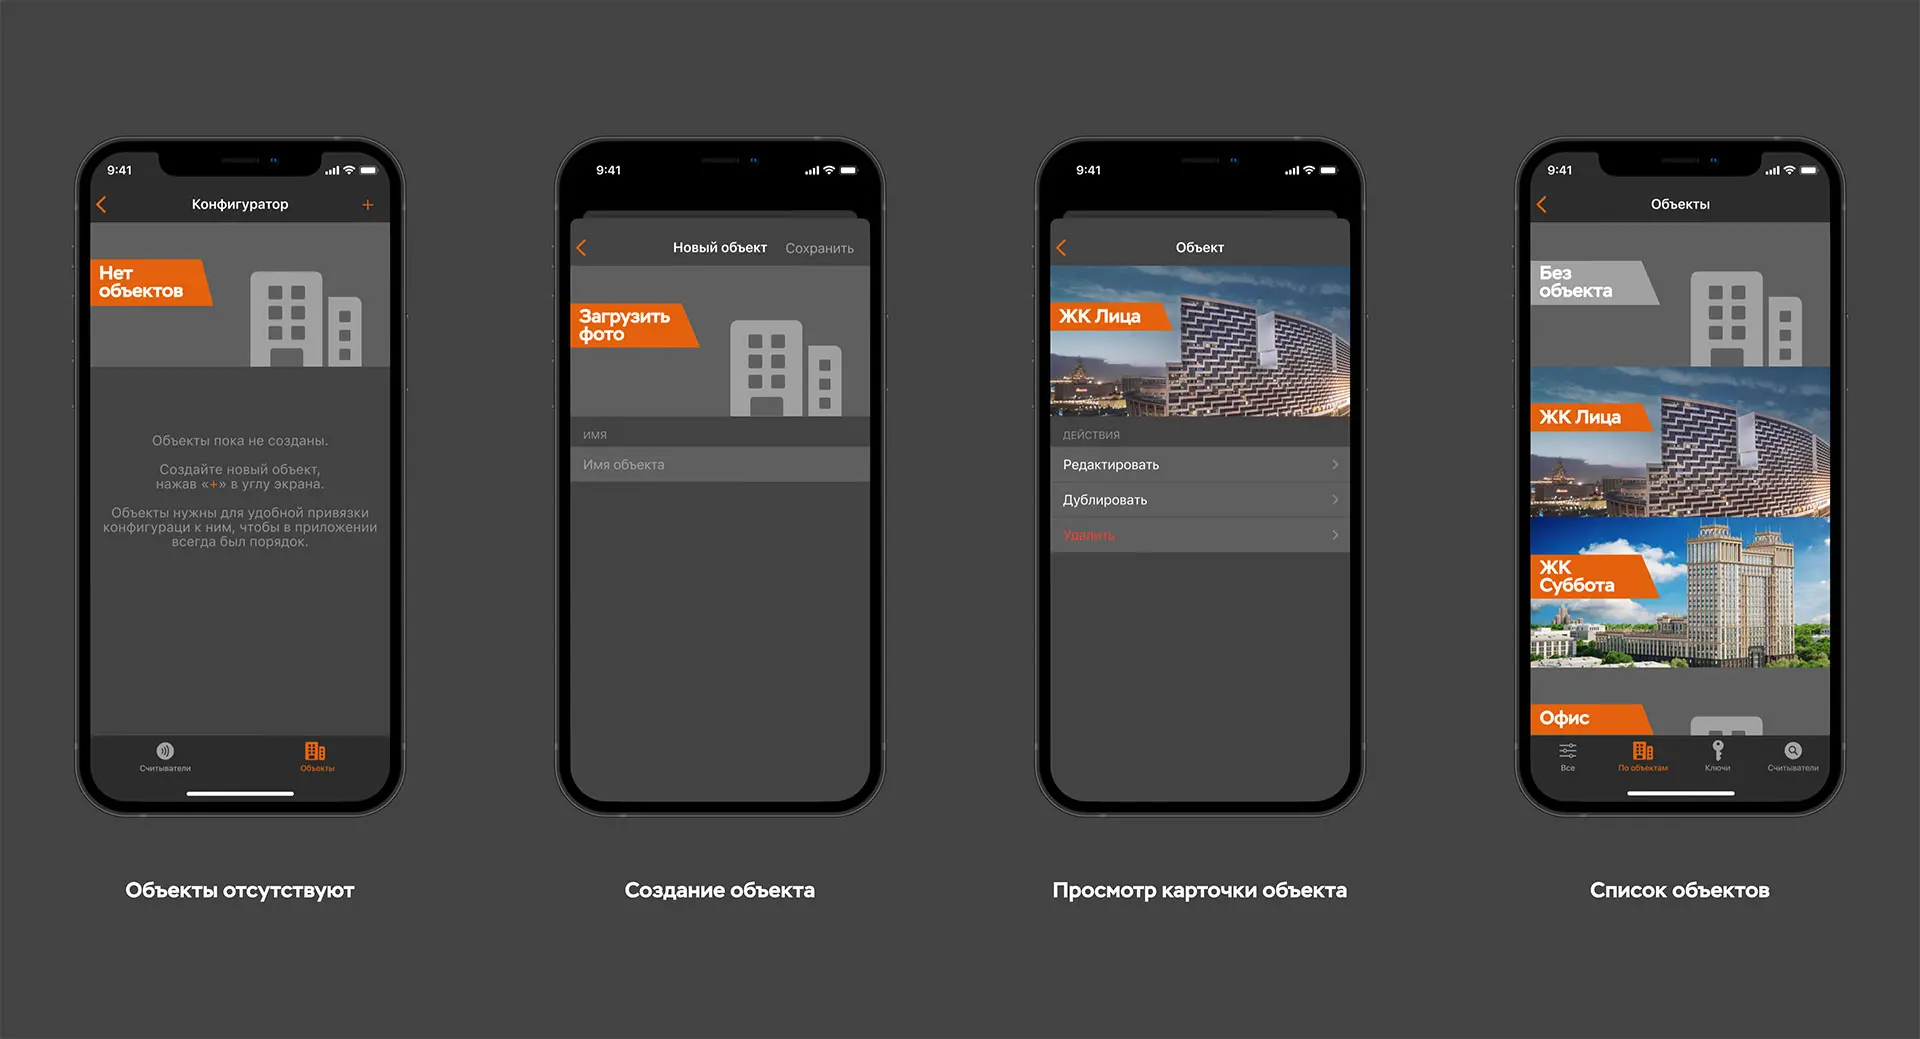 9:41
Конфигуратор
+
Нет
объектов
Объекты пока не созданы.
Создайте новый объект,
нажав «+» в углу экрана.
Объекты нужны для удобной привязки
конфигураци к ним, чтобы в приложении
всегда был порядок.
Считыватели
Объекты
Объекты отсутствуют
9:41
Новый объект
Сохранить
Загрузить
фото
ИМЯ
Имя объекта
Создание объекта
9:41
Объект
ЖК Лица
ДЕЙСТВИЯ
Редактировать
Дублировать
Удалить
Просмотр карточки объекта
9:41
Объекты
Без
объекта
ЖК Лица
ЖК
Суббота
Офис
Все
По объектам
Ключи
Считыватели
Список объектов